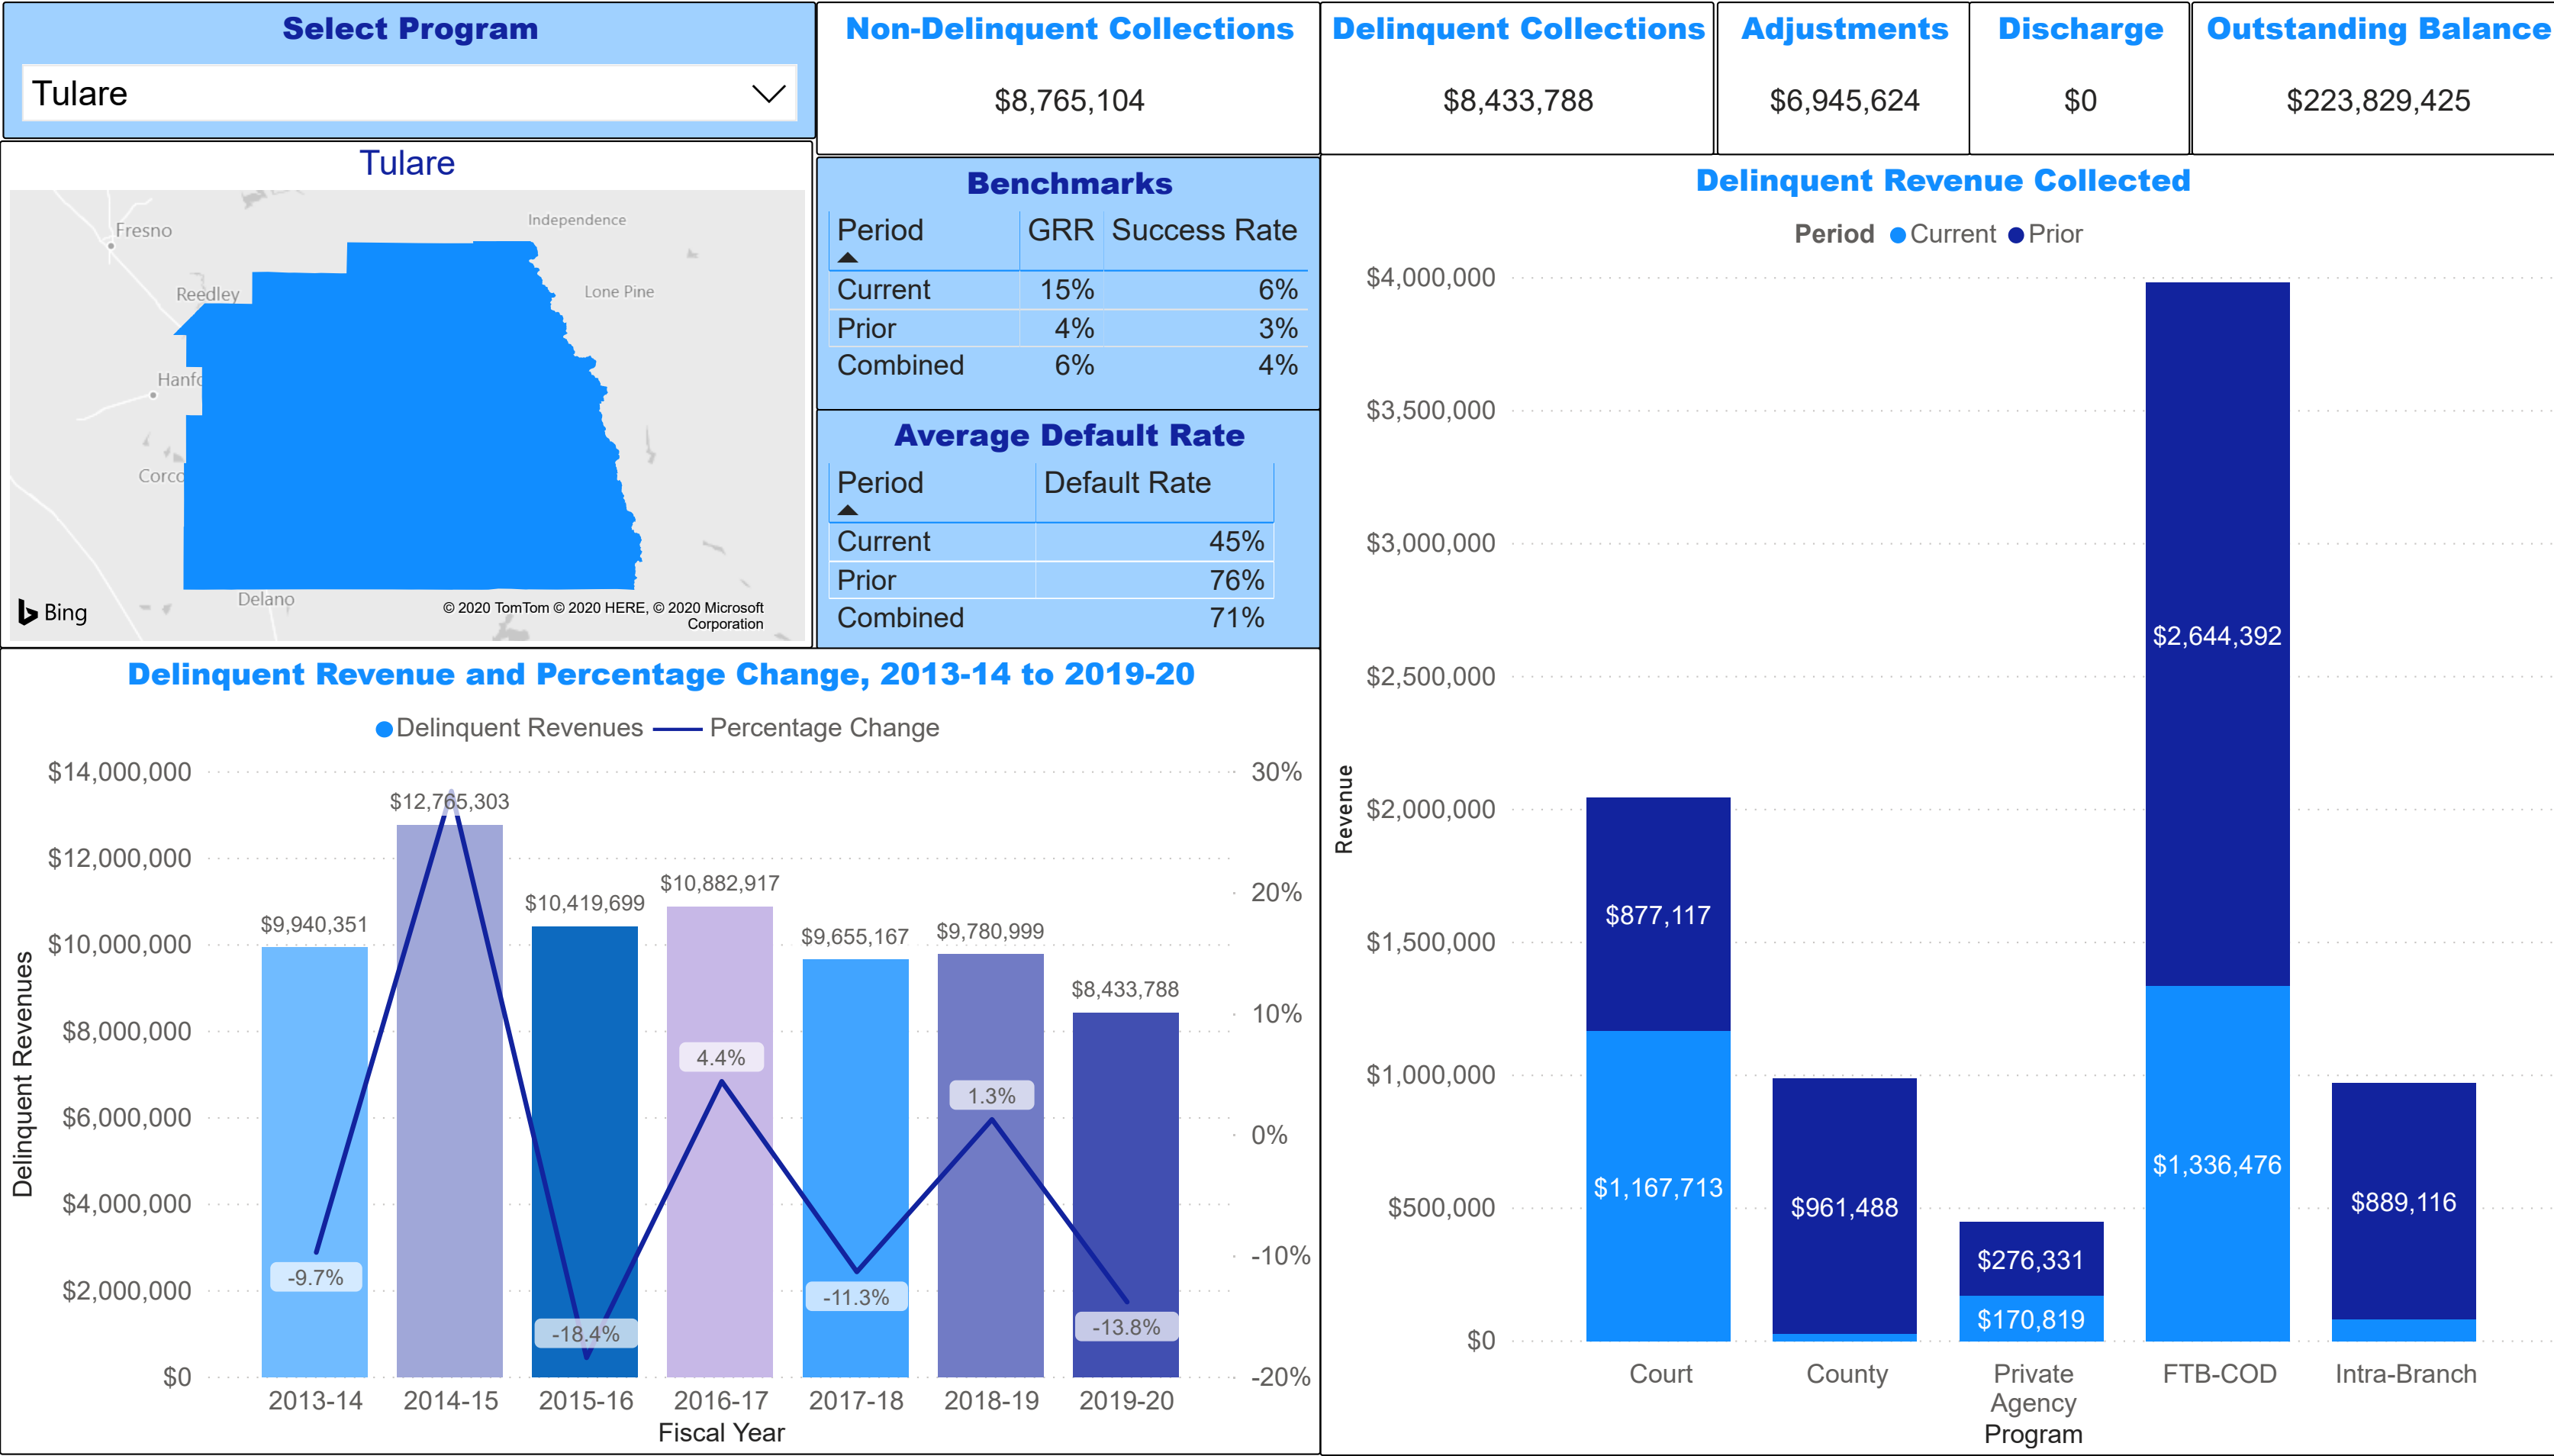 Select Program
Tulare
Non-Delinquent Collections
$8,765,104
Delinquent Collections
$8,433,788
Adjustments
$6,945,624
Discharge
$0
Outstanding Balance
$223,829,425
Tulare
Independence
Fresno
Lone Pine
Reedley
Hanfo
Corco
Delano
Bing
© 2020 TomTom © 2020 HERE, © 2020 Microsoft
Corporation
Benchmarks
Period GRR Success Rate
Current 15% 6%
Prior 4% 3%
Combined 6% 4%
Average Default Rate
Period Default Rate
Current 45%
Prior 76%
Combined 71%
Delinquent Revenue and Percentage Change, 2013-14 to 2019-20
Delinquent Revenues Percentage Change
Delinquent Revenues
$14,000,000
$12,000,000
$10,000,000
$8,000,000
$6,000,000
$4,000,000
$2,000,000
$0
$9,940,351
$12,765,303
$10,419,699
$10,882,917
$9,655,167
$9,780,999
$8,433,788
-9.7%
-18.4%
4.4%
-11.3%
1.3%
-13.8%
30%
20%
10%
0%
-10%
-20%
2013-14 2014-15 2015-16 2016-17 2017-18 2018-19 2019-20
Fiscal Year
Delinquent Revenue Collected
Period Current Prior
Revenue
$4,000,000
$3,500,000
$3,000,000
$2,500,000
$2,000,000
$1,500,000
$1,000,000
$500,000
$0
$877,117
$1,167,713
$961,488
$276,331
$170,819
$2,644,392
$1,336,476
$889,116
Court County Private FTB-COD Intra-Branch
Agency
Program